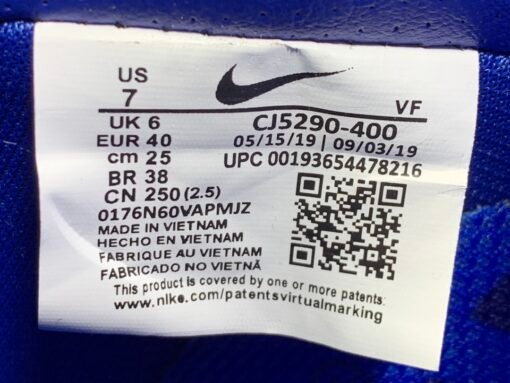 US
7
VF
UK 6
EUR 40
cm 25
BR 38
CN 250 (2.5)
0176N60VAPMJZ
CJ5290-400
05/15/19 | 09/03/19
UPC 00193654478216
MADE IN VIETNAM
HECHO EN VIETNAM
FABRIQUE AU VIETNAM
FABRICADO NO VIETNÃ
This product is covered by one or more patents:
www.nike.com/patentsvirtualmarking